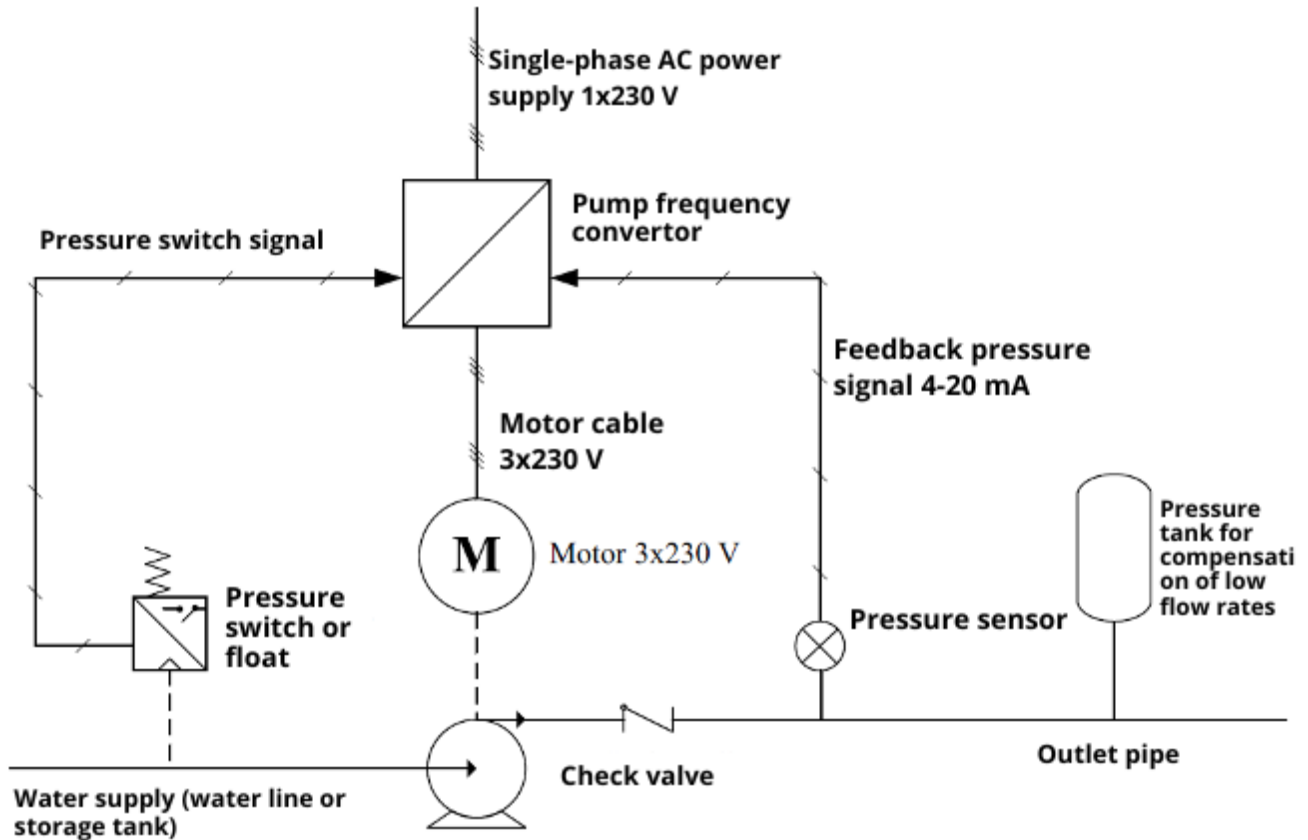 Single-phase AC power
supply 1x230 V
Pump frequency
convertor
Pressure switch signal
Feedback pressure
signal 4-20 mA
Motor cable
3x230 V
M
Motor 3x230 V
Pressure
tank for
compensati
on of low
flow rates
Pressure
switch or
float
Pressure sensor
Outlet pipe
Check valve
Water supply (water line or
storage tank)